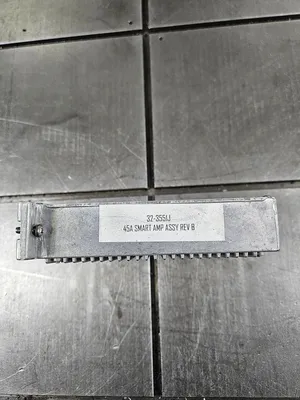 32-3551J
45A SMART AMP ASSY REV B